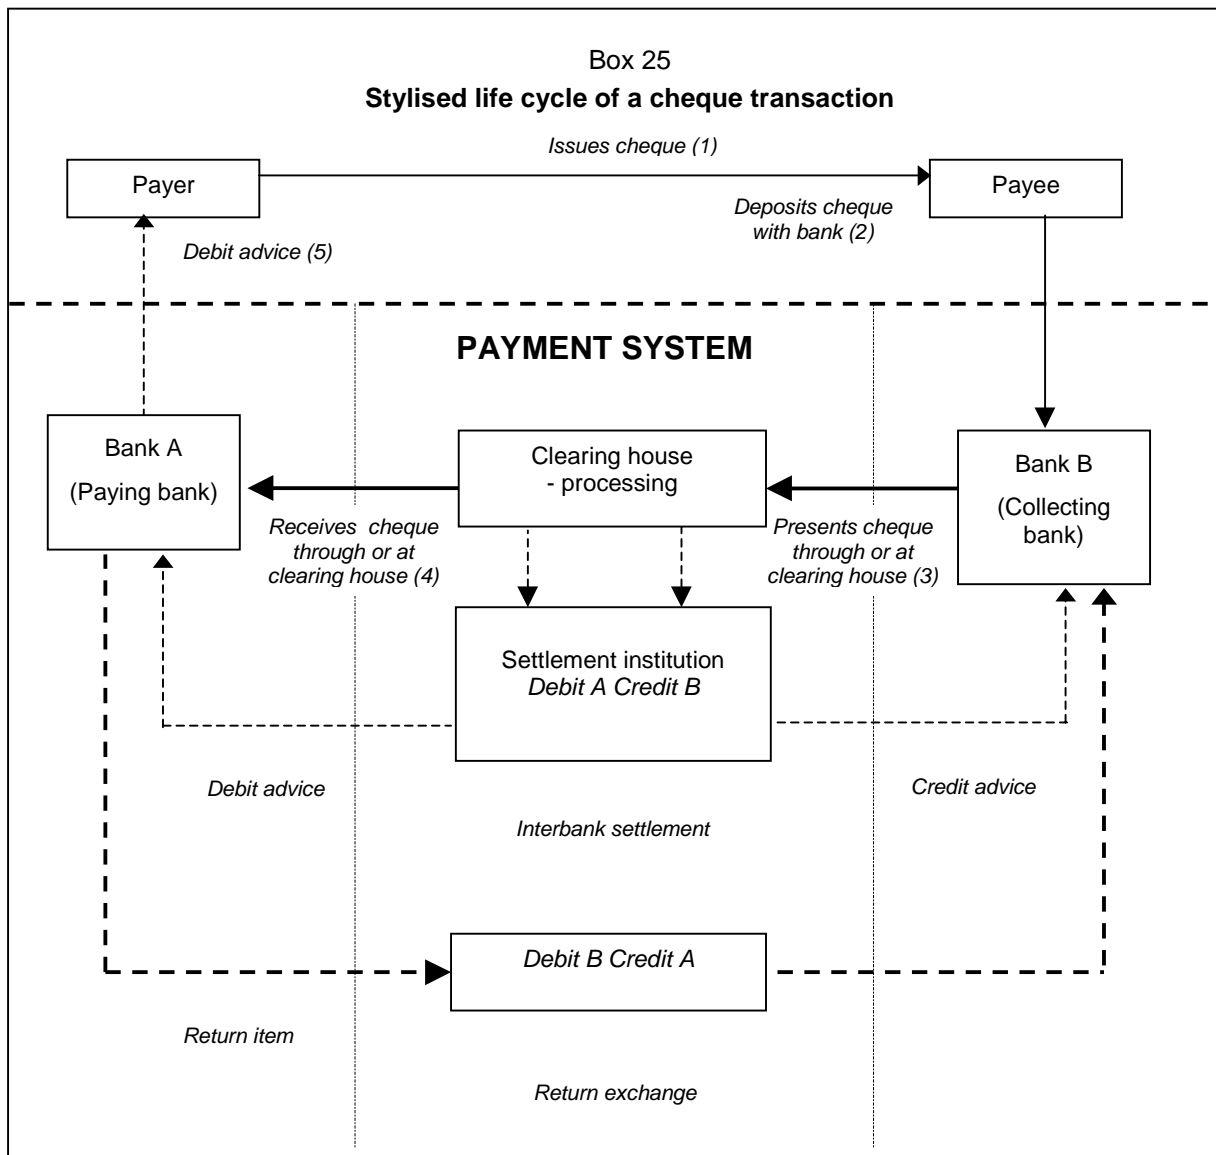 Box 25
Stylised life cycle of a cheque transaction
Issues cheque (1)
Payer
Payee
Deposits cheque
with bank (2)
Debit advice (5)
PAYMENT SYSTEM
Bank A
(Paying bank)
Clearing house
- processing
Bank B
(Collecting
bank)
Receives cheque
through or at
clearing house (4)
Presents cheque
through or at
clearing house (3)
Settlement institution
Debit A Credit B
Debit advice
Credit advice
Interbank settlement
Debit B Credit A
Return item
Return exchange